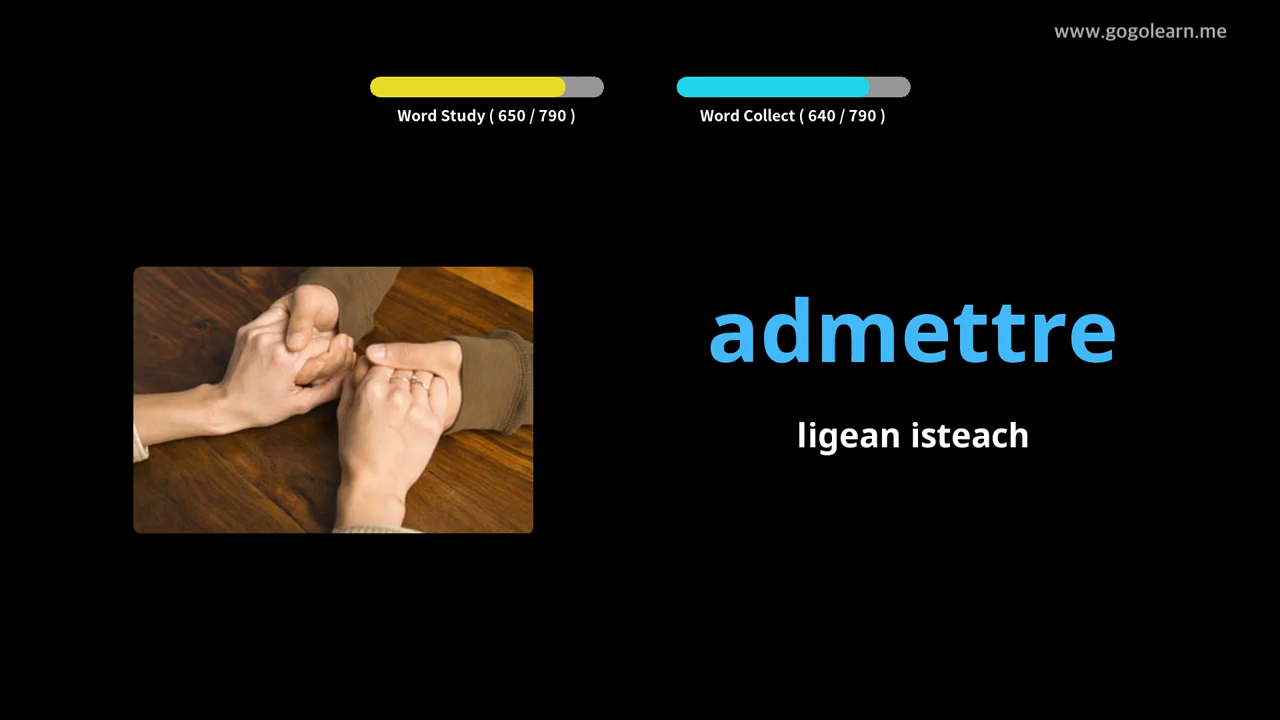 www.gogolearn.me
Word Study ( 650 / 790 )
Word Collect ( 640 / 790 )
admettre
ligean isteach